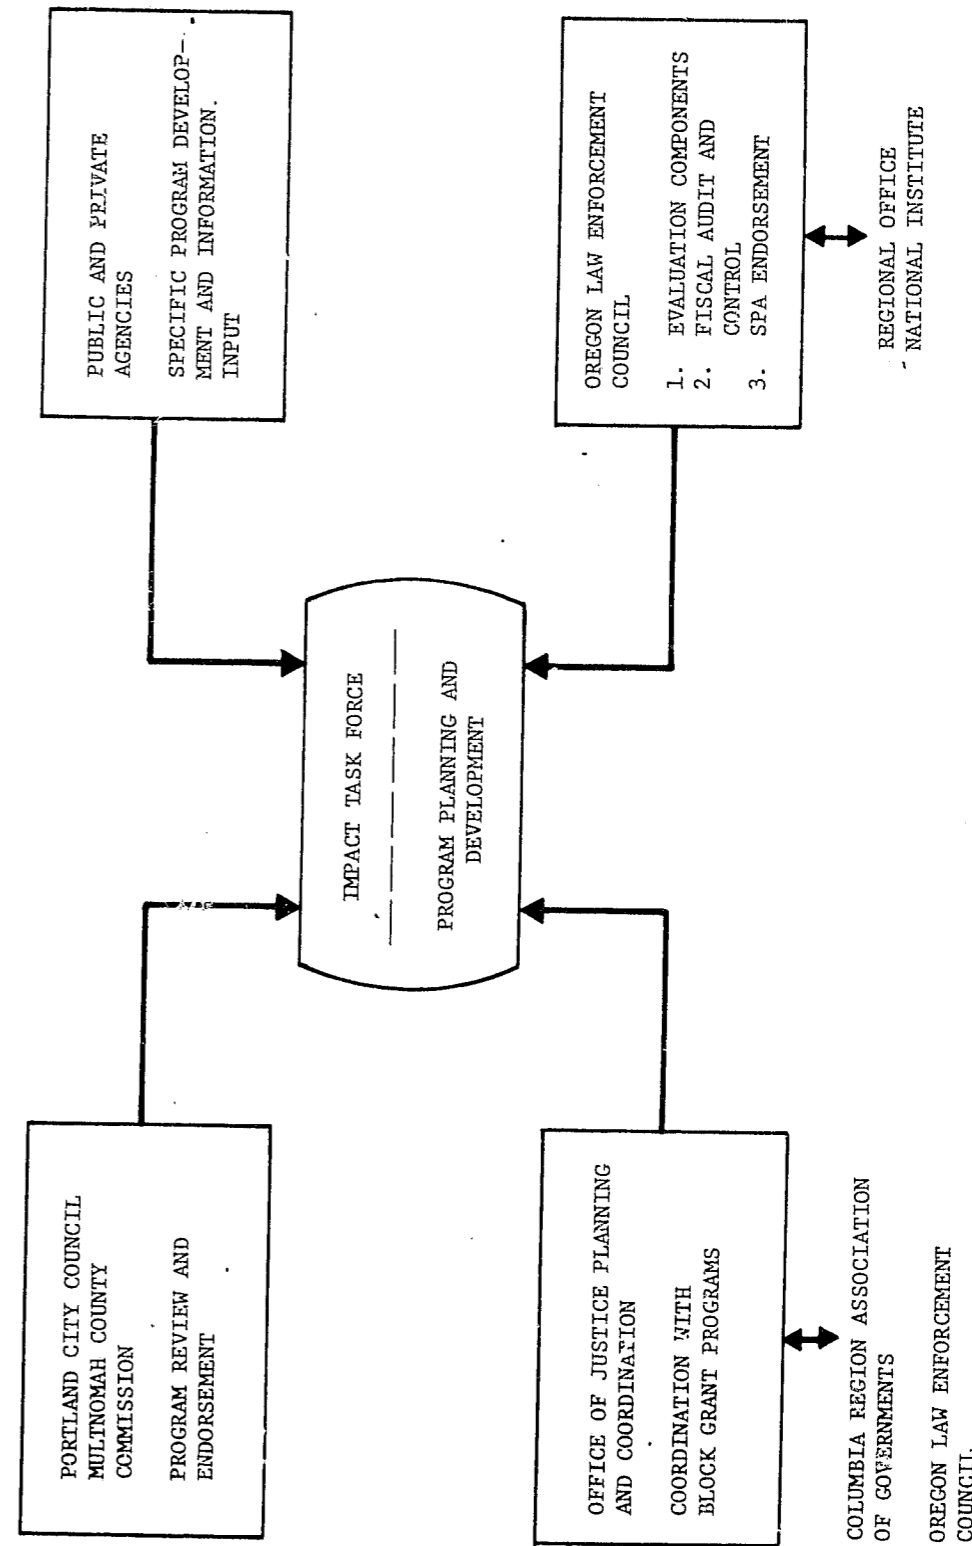 PORTLAND CITY COUNCIL
MULTNOMAH COUNTY
COMMISSION
PROGRAM REVIEW AND
ENDORSEMENT
PUBLIC AND PRIVATE
AGENCIES
SPECIFIC PROGRAM DEVELOP-
MENT AND INFORMATION.
INPUT
IMPACT TASK FORCE
PROGRAM PLANNING AND
DEVELOPMENT
OFFICE OF JUSTICE PLANNING
AND COORDINATION
COORDINATION WITH
BLOCK GRANT PROGRAMS
OREGON LAW ENFORCEMENT
COUNCIL
1. EVALUATION COMPONENTS
2. FISCAL AUDIT AND
CONTROL
3. SPA ENDORSEMENT
COLUMBIA REGION ASSOCIATION
OF GOVERNMENTS
OREGON LAW ENFORCEMENT
COUNCIL
REGIONAL OFFICE
NATIONAL INSTITUTE